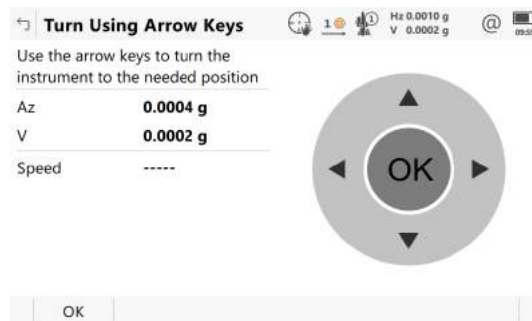 Turn Using Arrow Keys
1
1
Hz 0.0010 g
V 0.0002 g
@
Use the arrow keys to turn the
instrument to the needed position
Az 0.0004 g
V 0.0002 g
Speed -----
OK
OK